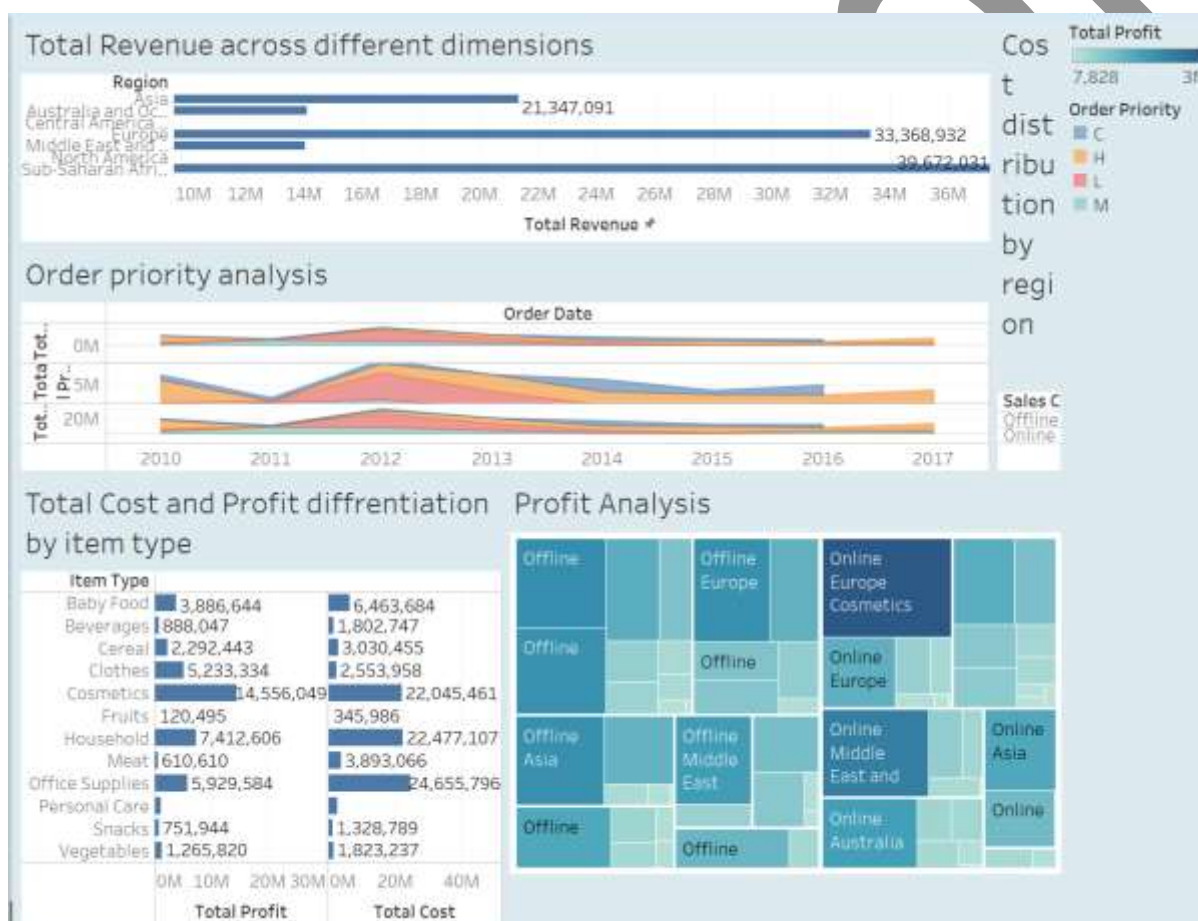 Total Revenue across different dimensions
Region
Asia
Australia and Oc..
Central America ..
Europe
Middle East and ..
North America
Sub-Saharan Afri..
21,347,091
33,368,932
39,672,031
10M 12M 14M 16M 18M 20M 22M 24M 26M 28M 30M 32M 34M 36M
Total Revenue
Order priority analysis
Order Date
Tot..
0M
Tota
l Pr..
5M
Tot..
20M
2010 2011 2012 2013 2014 2015 2016 2017
Cos
t
dist
ribu
tion
by
regi
on
Sales C
Offline
Online
Total Profit
7,828
Order Priority
C
H
L
M
Total Cost and Profit diffrentiation
by item type
Item Type
Baby Food 3,886,644 6,463,684
Beverages 888,047 1,802,747
Cereal 2,292,443 3,030,455
Clothes 5,233,334 2,553,958
Cosmetics 14,556,049 22,045,461
Fruits 120,495 345,986
Household 7,412,606 22,477,107
Meat 610,610 3,893,066
Office Supplies 5,929,584 24,655,796
Personal Care
Snacks 751,944 1,328,789
Vegetables 1,265,820 1,823,237
0M 10M 20M 30M 0M 20M 40M
Total Profit Total Cost
Profit Analysis
Offline
Offline
Europe
Online
Europe
Cosmetics
Offline
Offline
Online
Europe
Offline
Asia
Offline
Middle
East
Online
Middle
East and
Online
Asia
Offline
Offline
Online
Australia
Online